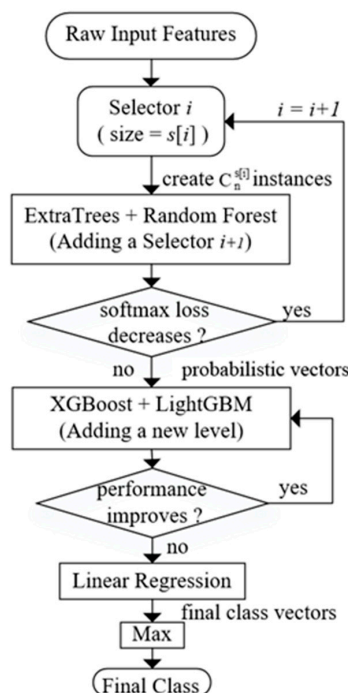 Raw Input Features
Selector i
( size = s[i] )
i = i+1
create C_n^{s[i]} instances
ExtraTrees + Random Forest
(Adding a Selector i+1)
softmax loss
decreases ?
yes
no
probabilistic vectors
XGBoost + LightGBM
(Adding a new level)
performance
improves ?
yes
no
Linear Regression
final class vectors
Max
Final Class